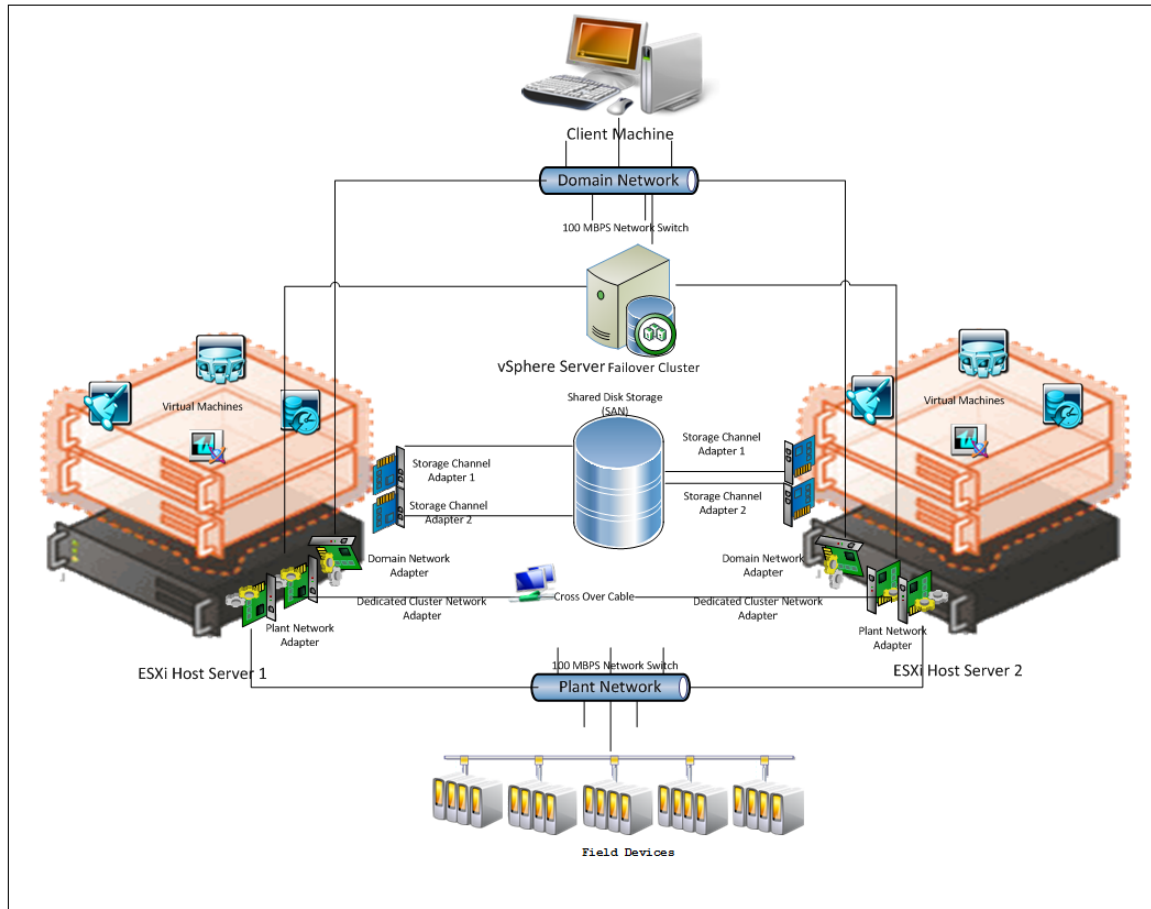 Client Machine
Domain Network
100 MBPS Network Switch
vSphere Server Failover Cluster
Shared Disk Storage
(SAN)
Virtual Machines
Virtual Machines
Storage Channel
Adapter 1
Storage Channel
Adapter 2
Storage Channel
Adapter 1
Storage Channel
Adapter 2
Domain Network
Adapter
Domain Network
Adapter
Dedicated Cluster Network
Adapter
Cross Over Cable
Dedicated Cluster Network
Adapter
Plant Network
Adapter
Plant Network
Adapter
ESXi Host Server 1
ESXi Host Server 2
100 MBPS Network Switch
Plant Network
Field Devices